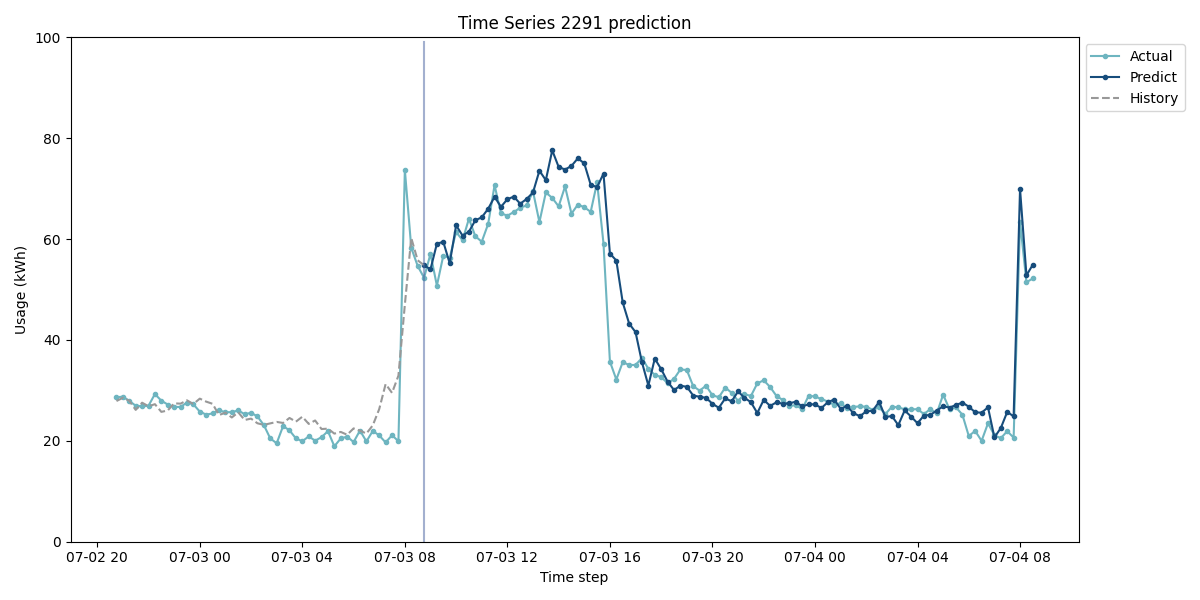 Time Series 2291 prediction
Actual
Predict
History
Usage (kWh)
100
80
60
40
20
0
07-02 20 07-03 00 07-03 04 07-03 08 07-03 12 07-03 16 07-03 20 07-04 00 07-04 04 07-04 08
Time step